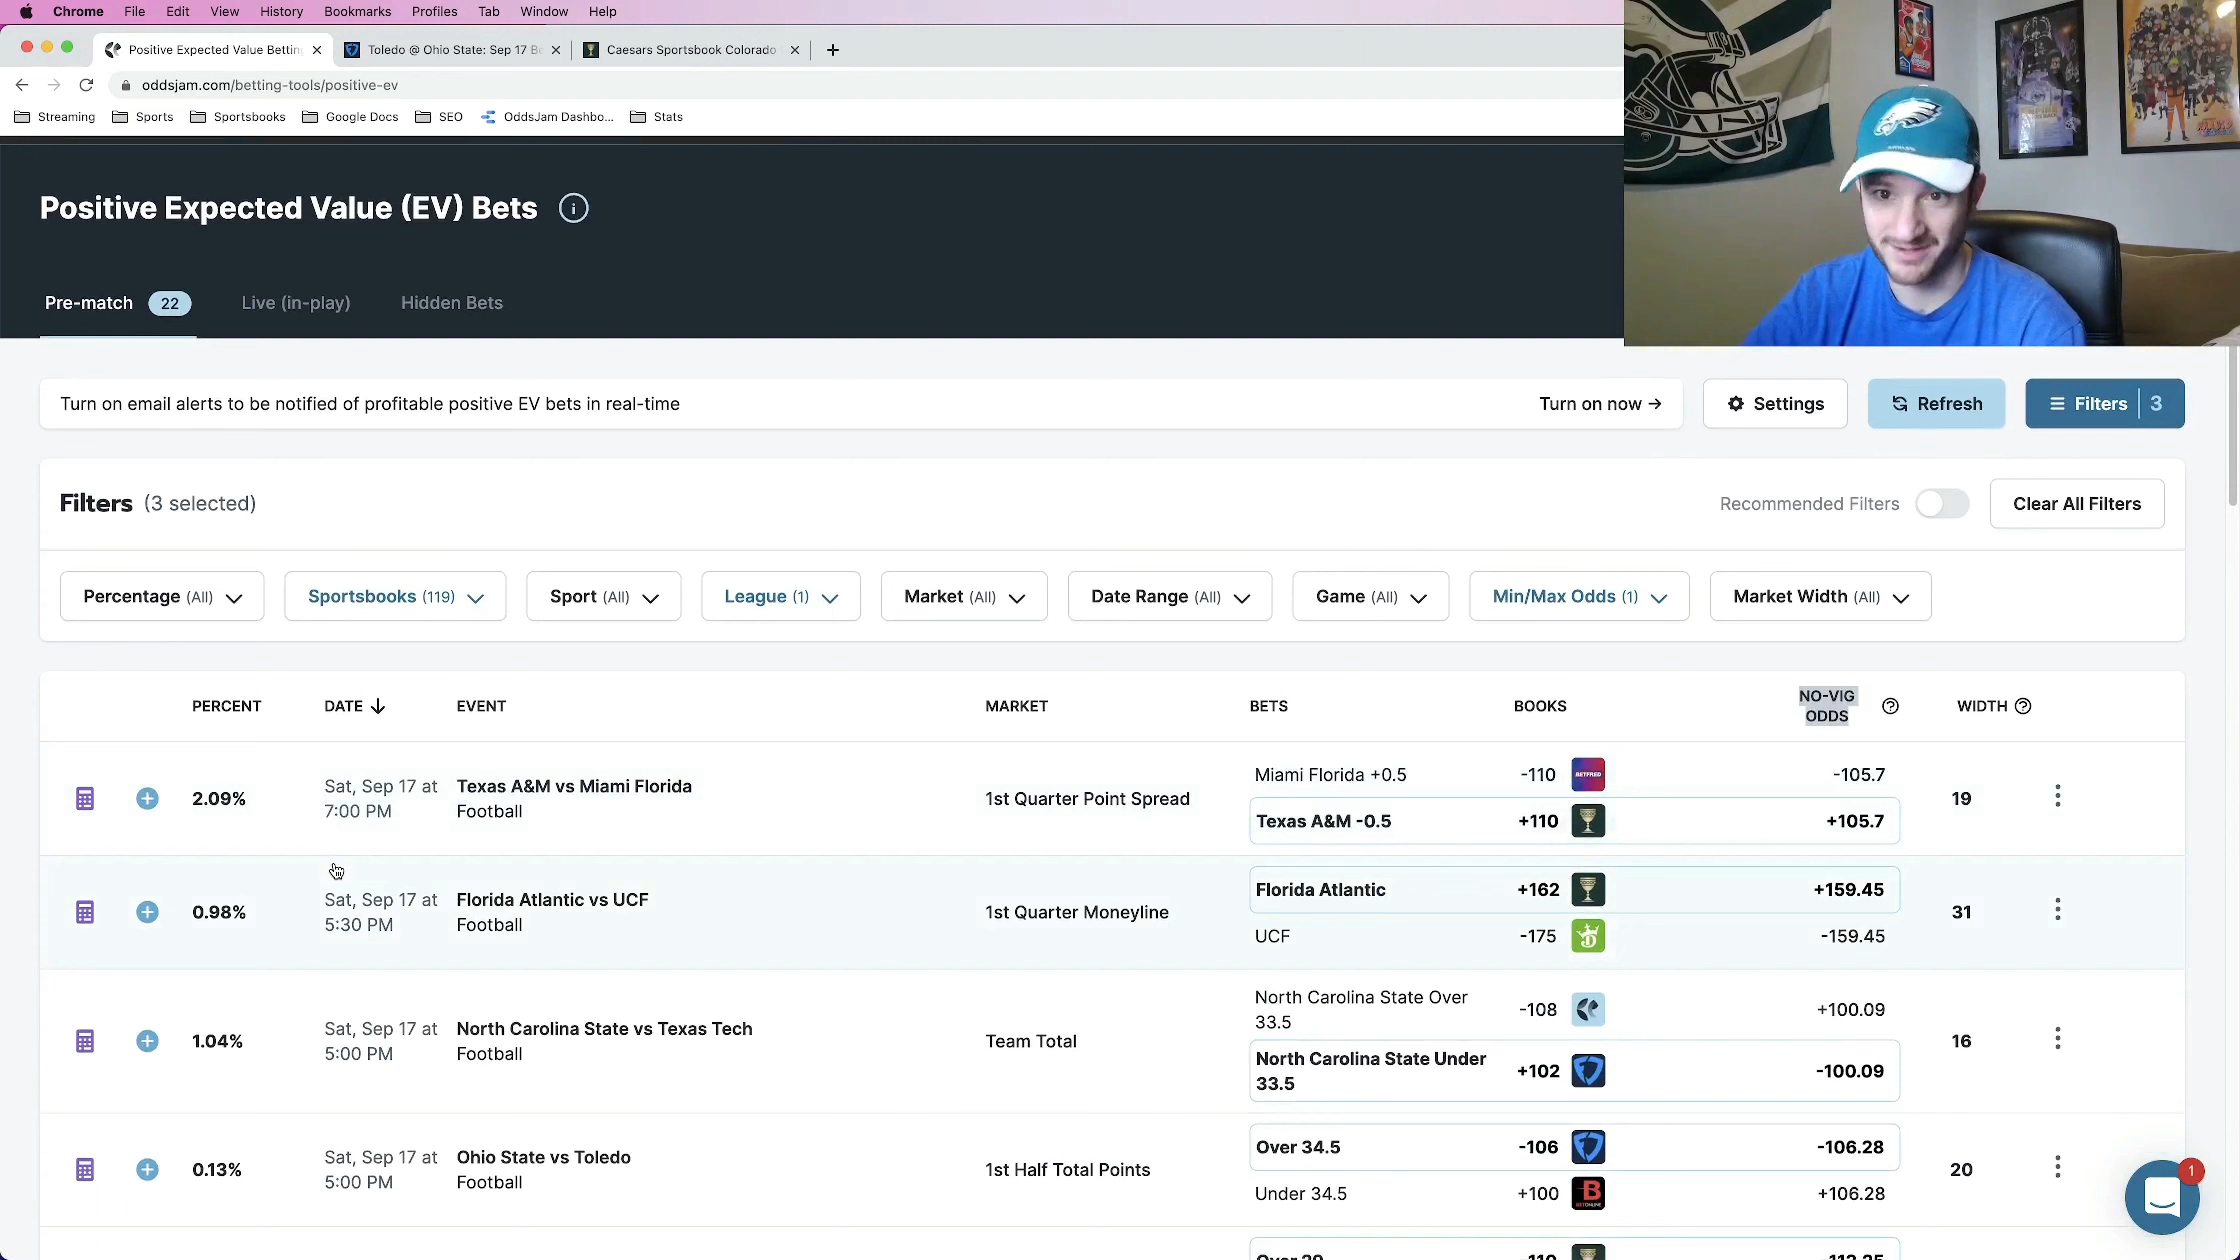 Chrome File Edit View History Bookmarks Profiles Tab Window Help
Positive Expected Value Bettin Toledo @ Ohio State: Sep 17 Be Caesars Sportsbook Colorado
oddsjam.com/betting-tools/positive-ev
Streaming Sports Sportsbooks Google Docs SEO OddsJam Dashbo... Stats
Positive Expected Value (EV) Bets
Pre-match 22 Live (in-play) Hidden Bets
Turn on email alerts to be notified of profitable positive EV bets in real-time Turn on now → Settings Refresh Filters 3
Filters (3 selected) Recommended Filters Clear All Filters
Percentage (All) Sportsbooks (119) Sport (All) League (1) Market (All) Date Range (All) Game (All) Min/Max Odds (1) Market Width (All)
PERCENT DATE ↓ EVENT MARKET BETS BOOKS NO-VIG ODDS WIDTH
2.09% Sat, Sep 17 at 7:00 PM Texas A&M vs Miami Florida Football 1st Quarter Point Spread 19
Miami Florida +0.5 -110 BETFRED -105.7
Texas A&M -0.5 +110 +105.7
0.98% Sat, Sep 17 at 5:30 PM Florida Atlantic vs UCF Football 1st Quarter Moneyline 31
Florida Atlantic +162 +159.45
UCF -175 -159.45
1.04% Sat, Sep 17 at 5:00 PM North Carolina State vs Texas Tech Football Team Total 16
North Carolina State Over 33.5 -108 +100.09
North Carolina State Under 33.5 +102 -100.09
0.13% Sat, Sep 17 at 5:00 PM Ohio State vs Toledo Football 1st Half Total Points 20
Over 34.5 -106 -106.28
Under 34.5 +100 B BETONLINE +106.28
1